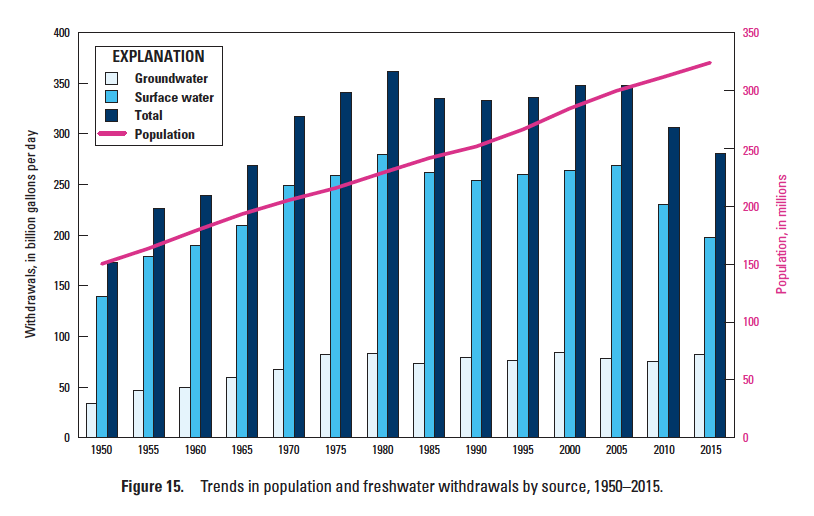 400
350
300
250
200
150
100
50
0
Withdrawals, in billion gallons per day
EXPLANATION
Groundwater
Surface water
Total
Population
350
300
250
200
150
100
50
0
Population, in millions
1950 1955 1960 1965 1970 1975 1980 1985 1990 1995 2000 2005 2010 2015
Figure 15. Trends in population and freshwater withdrawals by source, 1950–2015.